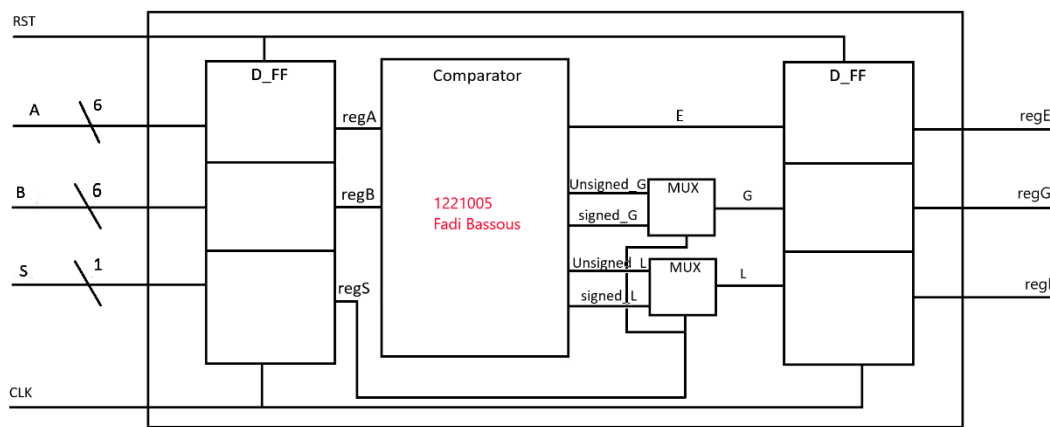 RST
D_FF
Comparator
D_FF
A
6
regA
E
regE
B
6
regB
Unsigned_G
MUX
G
regG
1221005
Fadi Bassous
signed_G
S
1
regS
Unsigned_L
MUX
L
signed_L
CLK